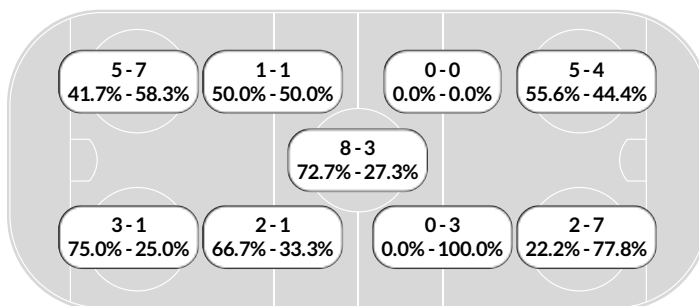 5 - 7
41.7% - 58.3%
1 - 1
50.0% - 50.0%
0 - 0
0.0% - 0.0%
5 - 4
55.6% - 44.4%
8 - 3
72.7% - 27.3%
3 - 1
75.0% - 25.0%
2 - 1
66.7% - 33.3%
0 - 3
0.0% - 100.0%
2 - 7
22.2% - 77.8%